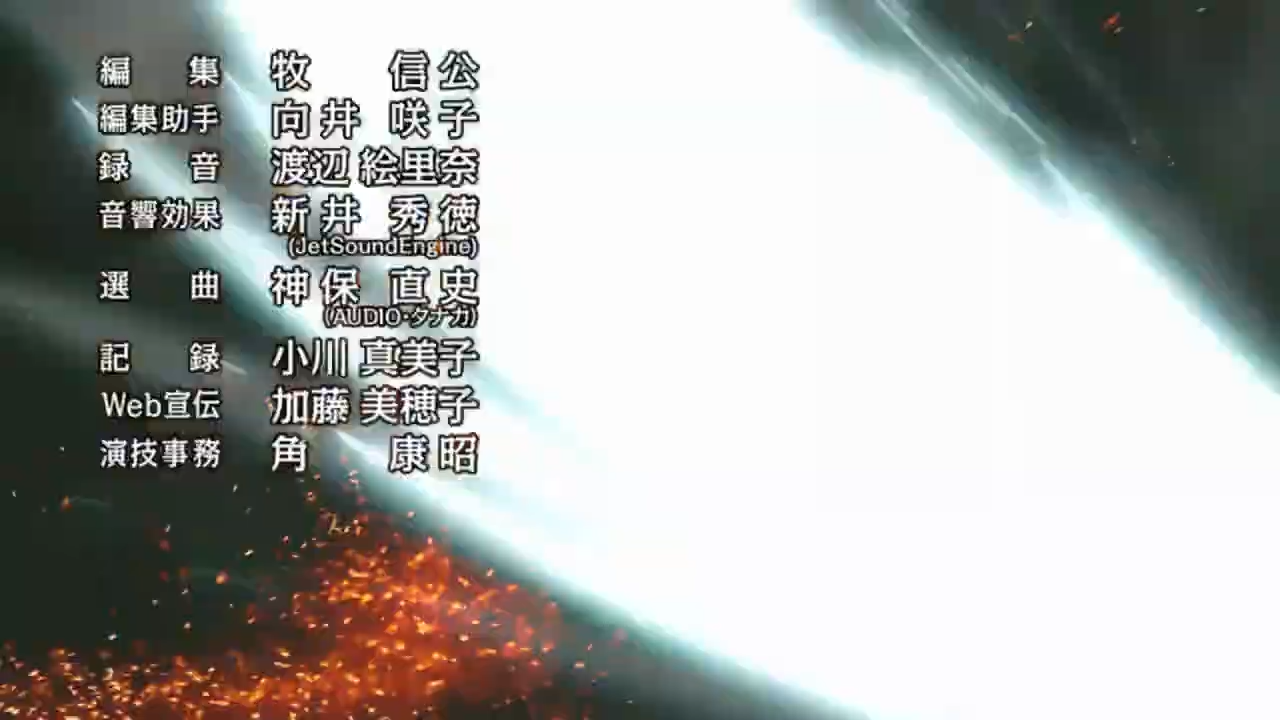 編集 牧 信公
編集助手 向井 咲子
録音 渡辺 絵里奈
音響効果 新井 秀徳
(JetSoundEngine)
選曲 神保 直史
(AUDIO・タナカ)
記録 小川 真美子
Web宣伝 加藤 美穂子
演技事務 角 康昭